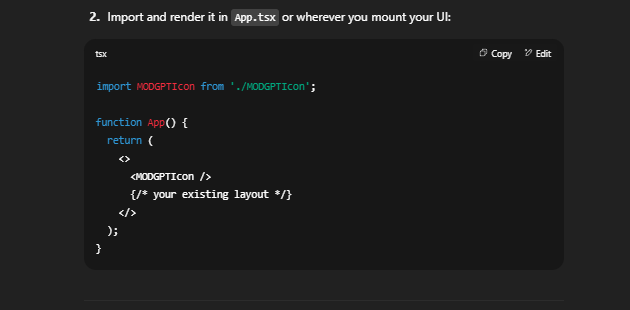 2. Import and render it in App.tsx or wherever you mount your UI:
tsx
Copy Edit
import MODGPTIcon from './MODGPTIcon';
function App() {
return (
<>
<MODGPTIcon />
{/* your existing layout */}
</>
);
}